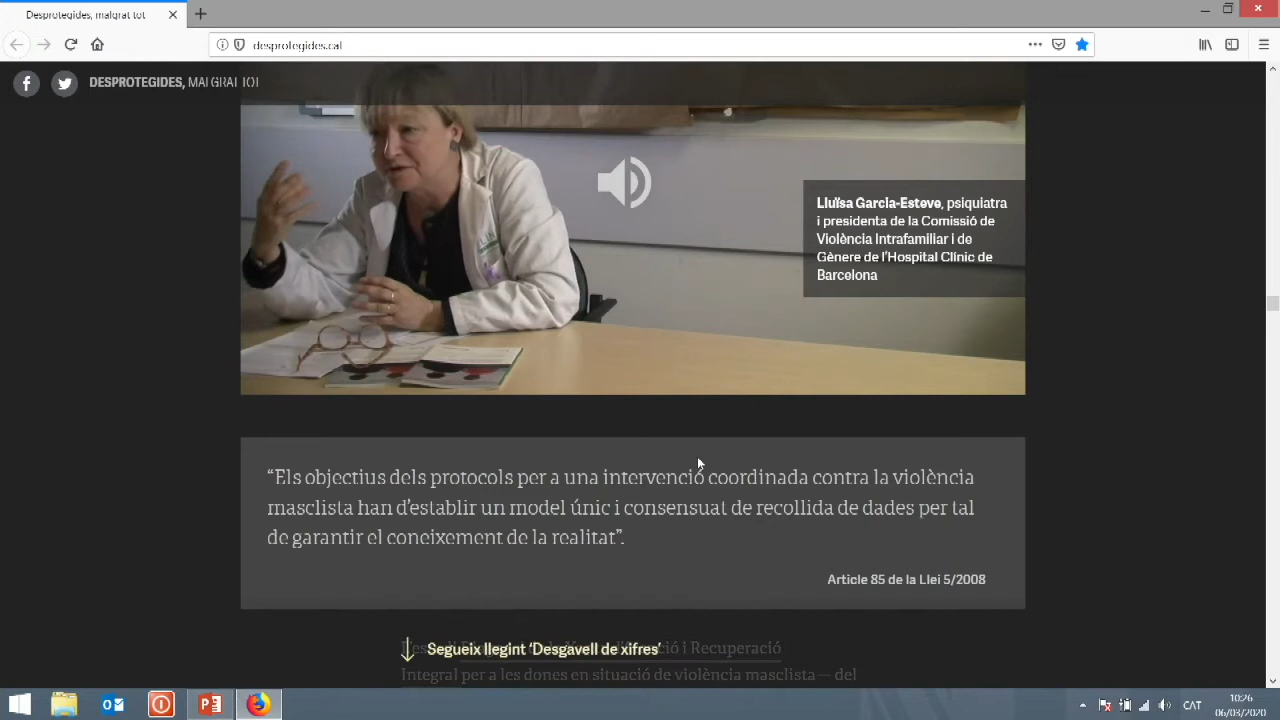 Desprotegides, malgrat tot
desprotegides.cat
DESPROTEGIDES, MALGRAT TOT
Lluïsa Garcia-Esteve, psiquiatra
i presidenta de la Comissió de
Violència Intrafamiliar i de
Gènere de l'Hospital Clínic de
Barcelona
“Els objectius dels protocols per a una intervenció coordinada contra la violència
masclista han d’establir un model únic i consensuat de recollida de dades per tal
de garantir el coneixement de la realitat”.
Article 85 de la Llei 5/2008
Segueix llegint ‘Desgavell de xifres’
ció i Recuperació
Integral per a les dones en situació de violència masclista — del
CAT
10:26
06/03/2020